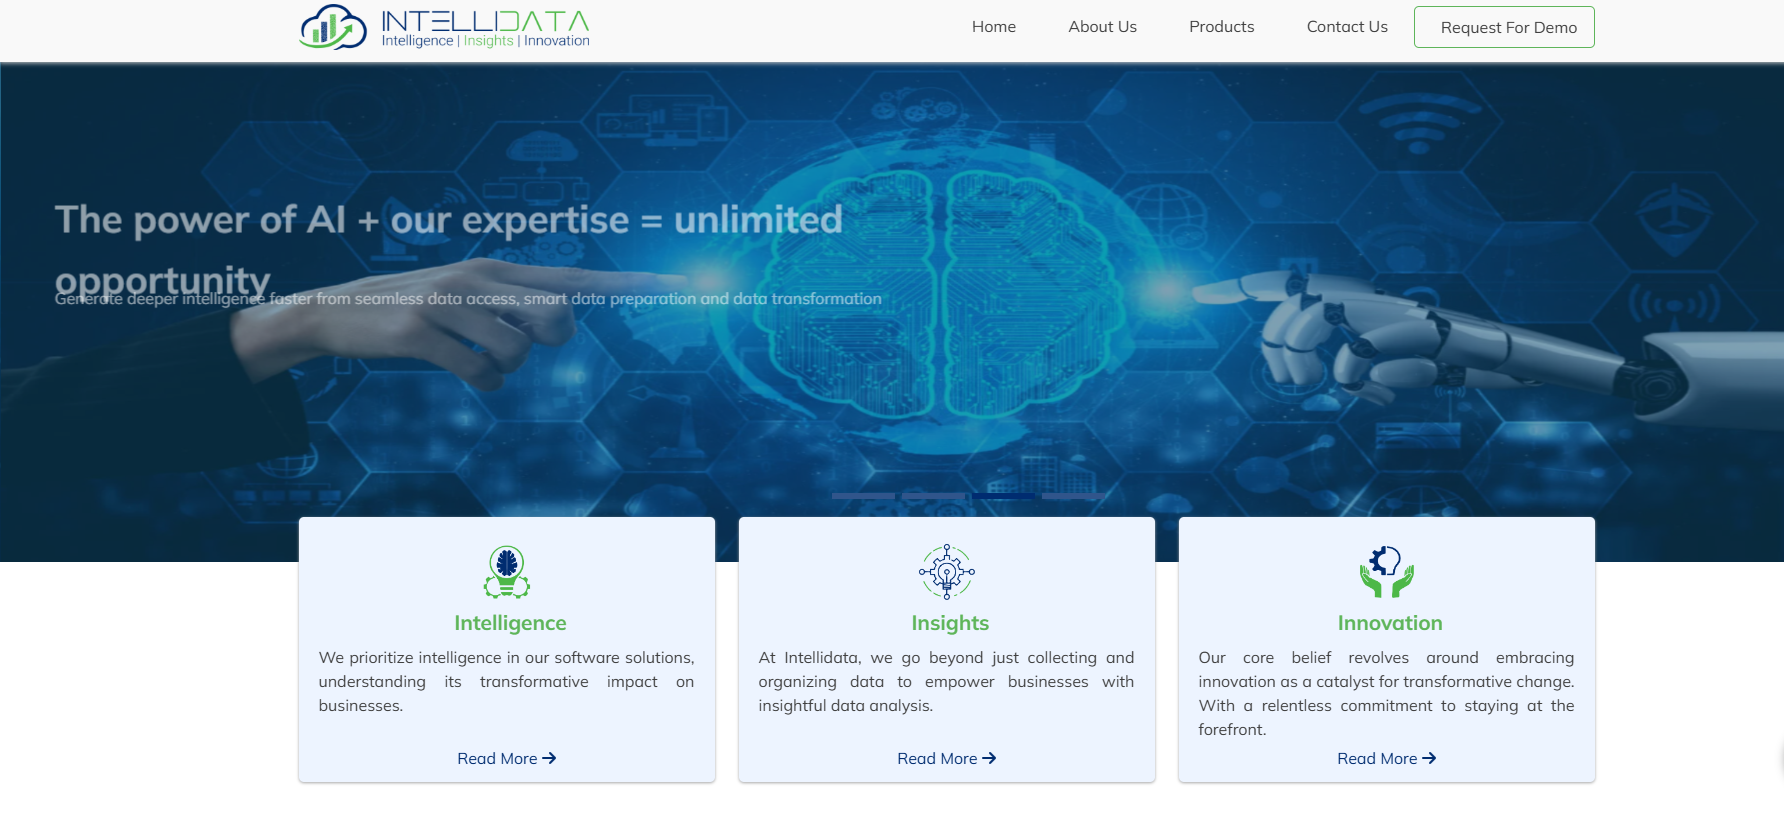 INTELLIDATA
Intelligence | Insights | Innovation
Home
About Us
Products
Contact Us
Request For Demo
The power of AI + our expertise = unlimited
opportunity
Generate deeper intelligence faster from seamless data access, smart data preparation and data transformation
Intelligence
We prioritize intelligence in our software solutions,
understanding its transformative impact on
businesses.
Read More
Insights
At Intellidata, we go beyond just collecting and
organizing data to empower businesses with
insightful data analysis.
Read More
Innovation
Our core belief revolves around embracing
innovation as a catalyst for transformative change.
With a relentless commitment to staying at the
forefront.
Read More